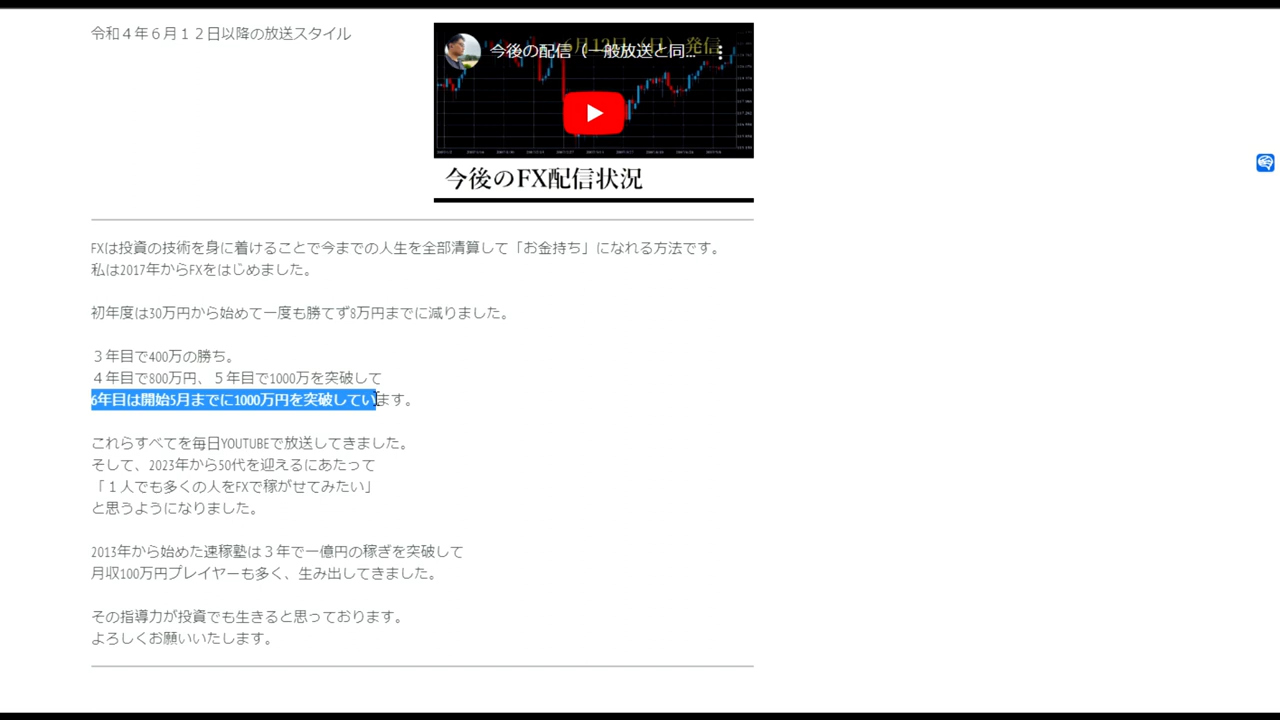 令和４年６月１２日以降の放送スタイル
6月12日（日）発信
今後の配信（一般放送と同...
今後のFX配信状況
FXは投資の技術を身に着けることで今までの人生を全部清算して「お金持ち」になれる方法です。
私は2017年からFXをはじめました。
初年度は30万円から始めて一度も勝てず8万円までに減りました。
３年目で400万の勝ち。
４年目で800万円、５年目で1000万を突破して
6年目は開始5月までに1000万円を突破しています。
これらすべてを毎日YOUTUBEで放送してきました。
そして、2023年から50代を迎えるにあたって
「１人でも多くの人をFXで稼がせてみたい」
と思うようになりました。
2013年から始めた速稼塾は３年で一億円の稼ぎを突破して
月収100万円プレイヤーも多く、生み出してきました。
その指導力が投資でも生きると思っております。
よろしくお願いいたします。